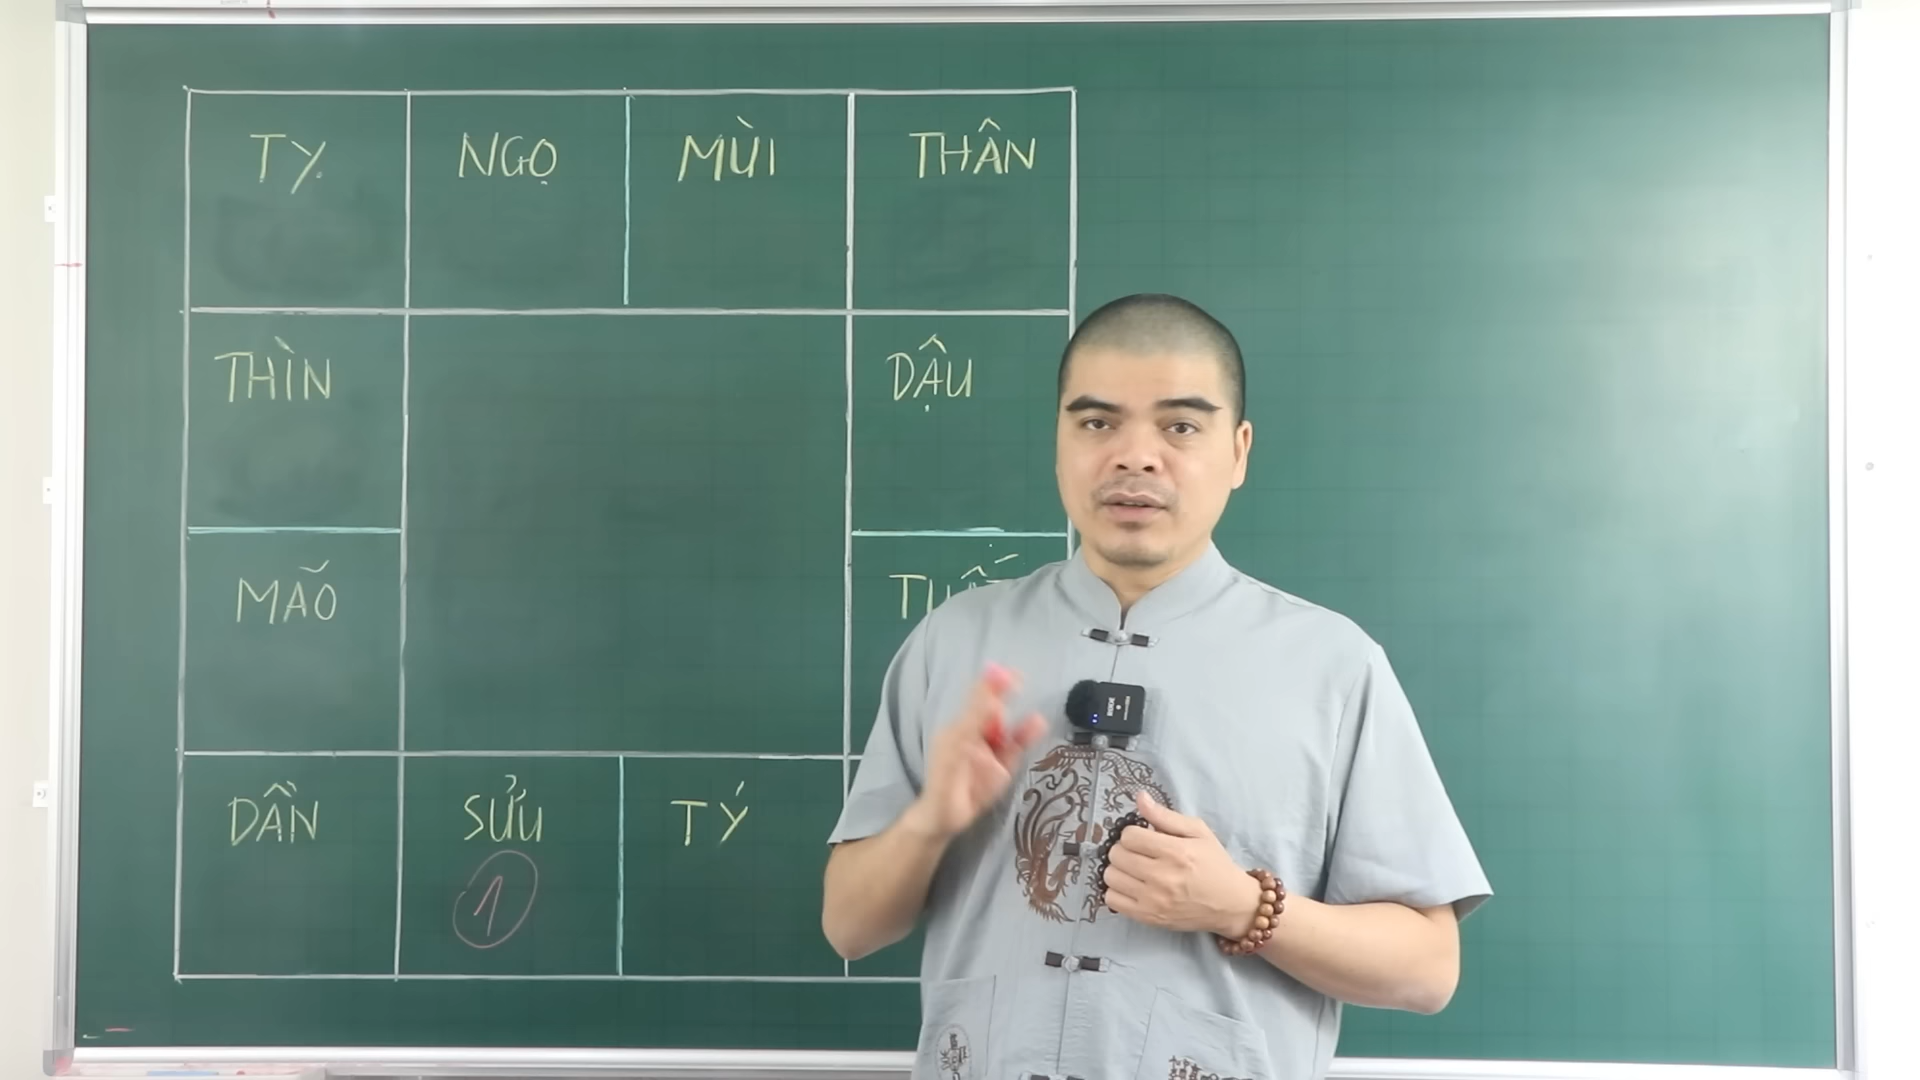 TỴ NGỌ MÙI THÂN
THÌN DẬU
MÃO
DẦN SỬU TÝ
1